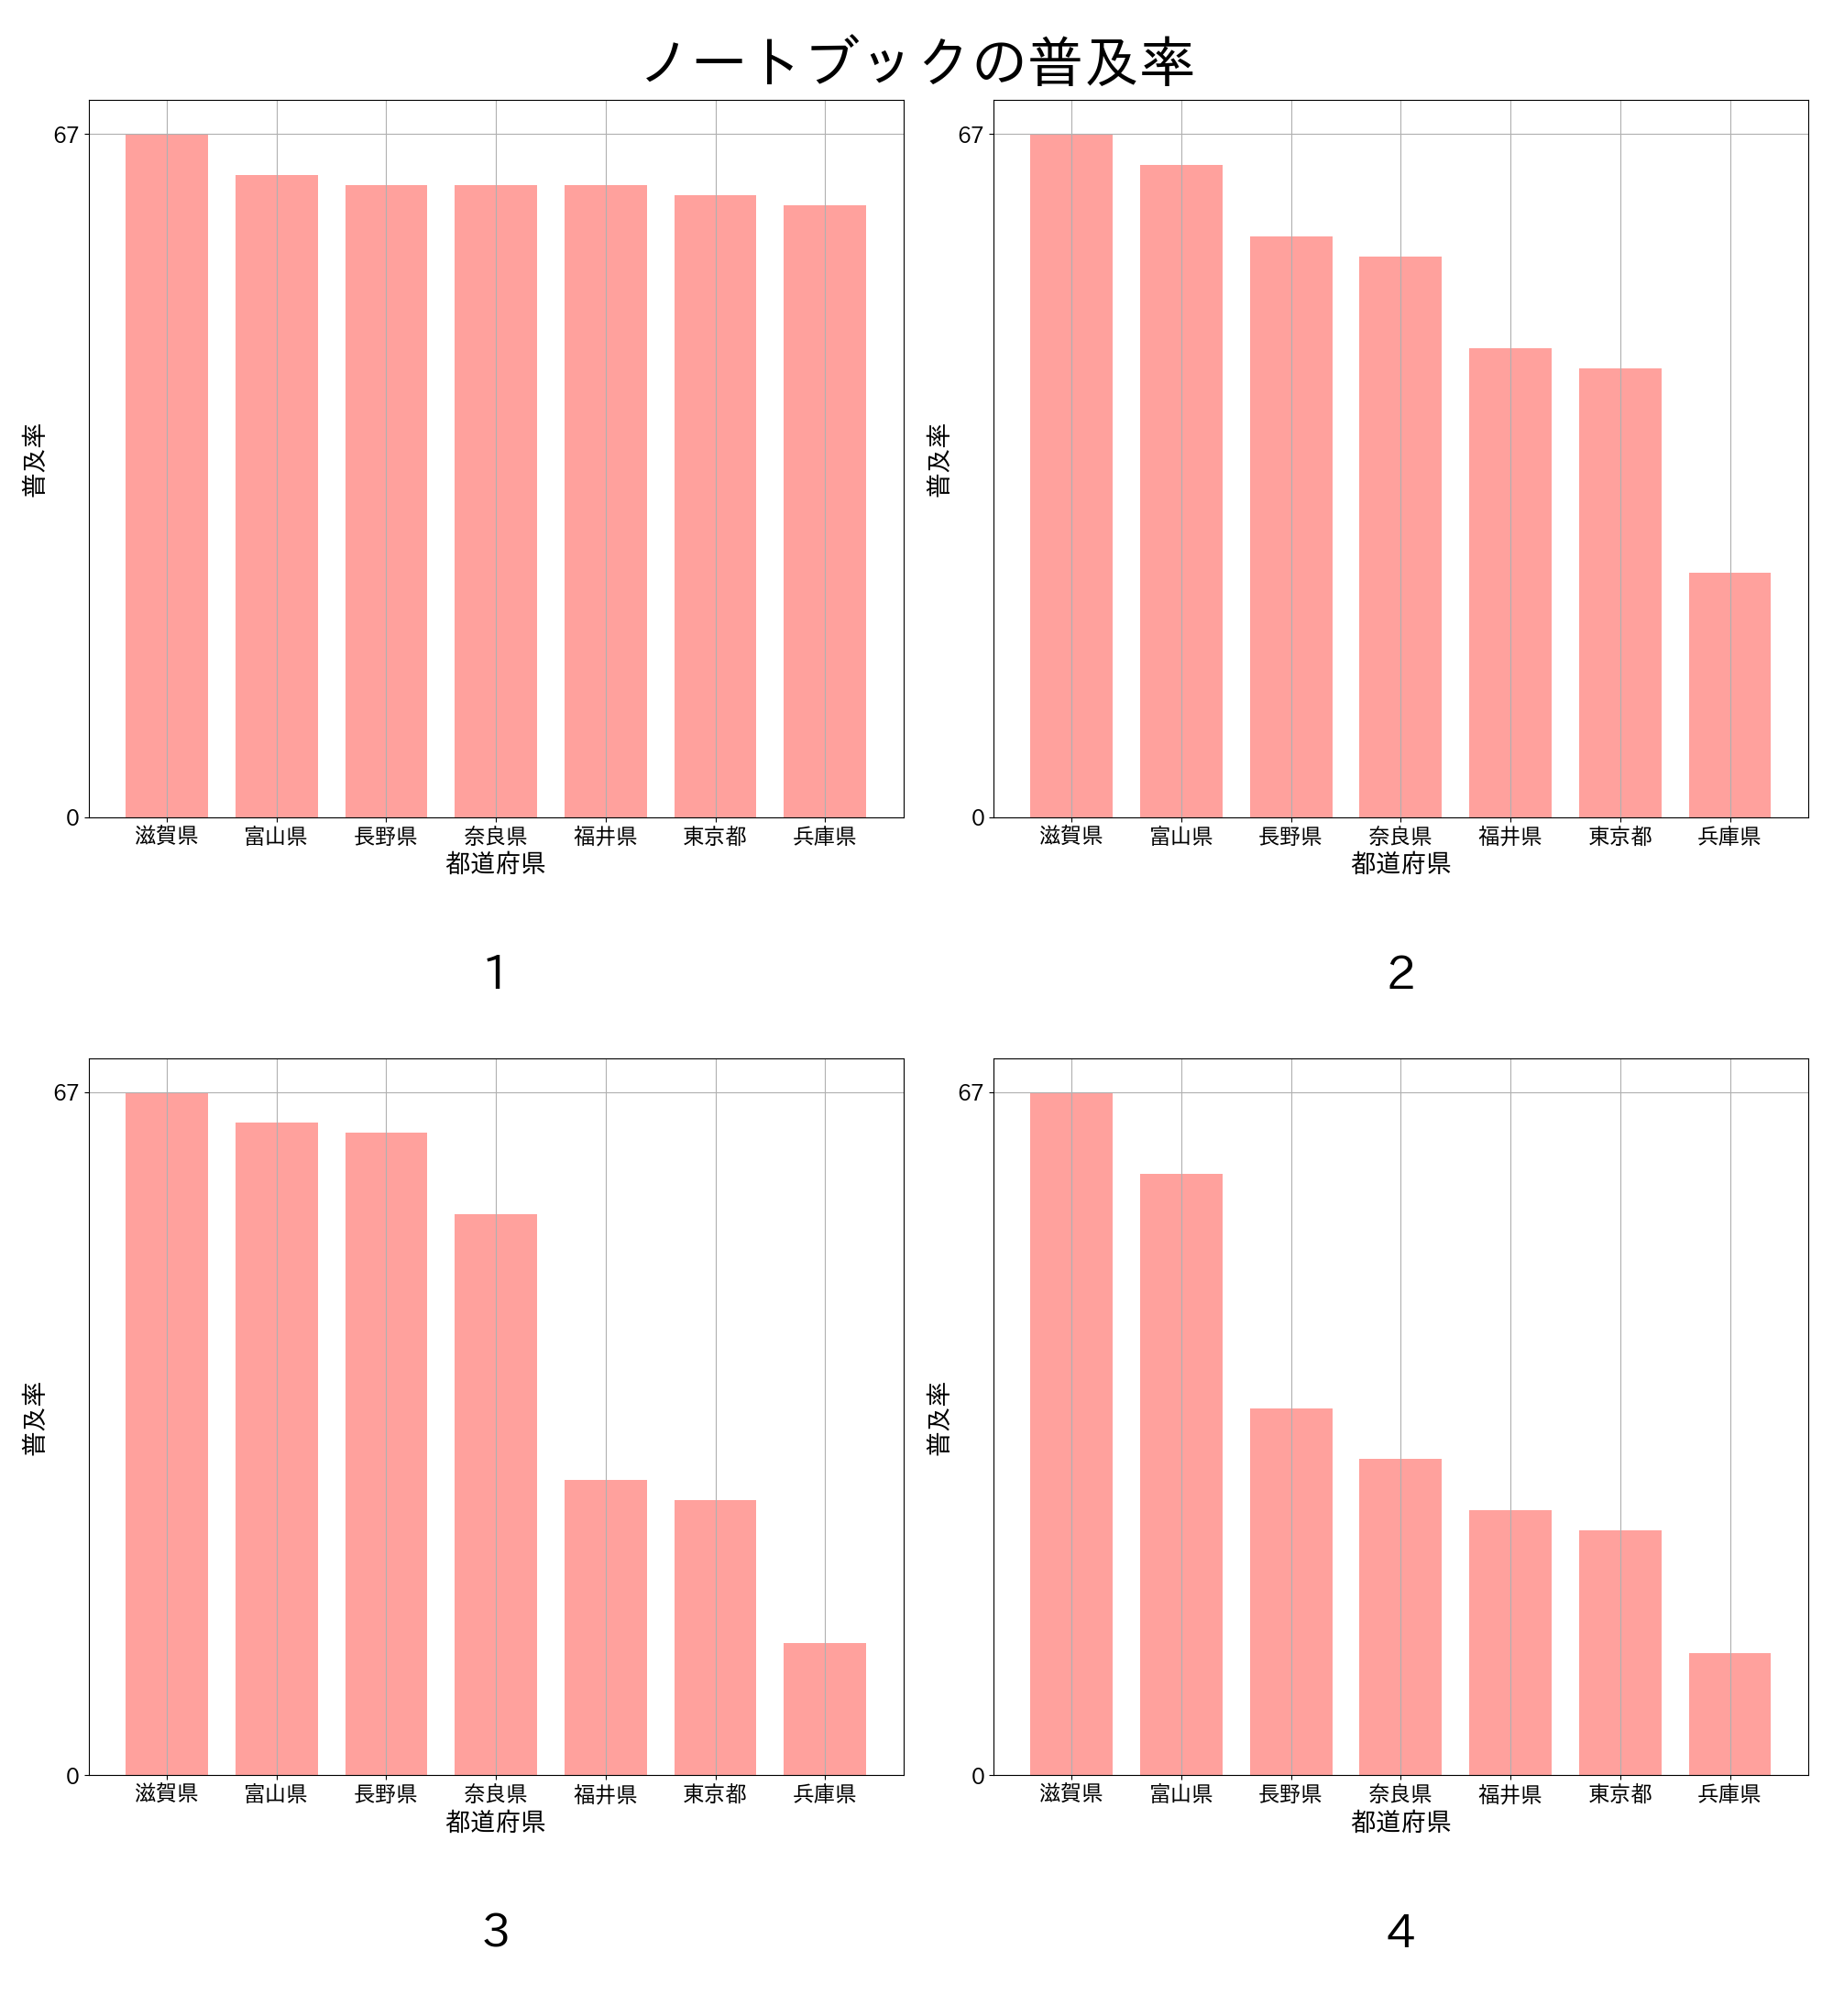 ノートブックの普及率
67
0
普及率
滋賀県 富山県 長野県 奈良県 福井県 東京都 兵庫県
都道府県
1
67
0
普及率
滋賀県 富山県 長野県 奈良県 福井県 東京都 兵庫県
都道府県
2
67
0
普及率
滋賀県 富山県 長野県 奈良県 福井県 東京都 兵庫県
都道府県
3
67
0
普及率
滋賀県 富山県 長野県 奈良県 福井県 東京都 兵庫県
都道府県
4